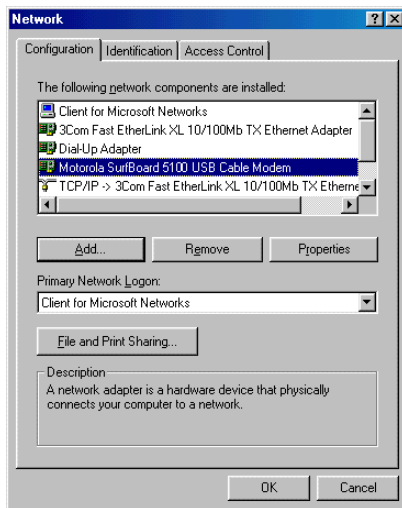 Network
Configuration Identification Access Control
The following network components are installed:
Client for Microsoft Networks
3Com Fast EtherLink XL 10/100Mb TX Ethernet Adapter
Dial-Up Adapter
Motorola SurfBoard 5100 USB Cable Modem
TCP/IP -> 3Com Fast EtherLink XL 10/100Mb TX Etherne
Add... Remove Properties
Primary Network Logon:
Client for Microsoft Networks
File and Print Sharing...
Description
A network adapter is a hardware device that physically
connects your computer to a network.
OK Cancel